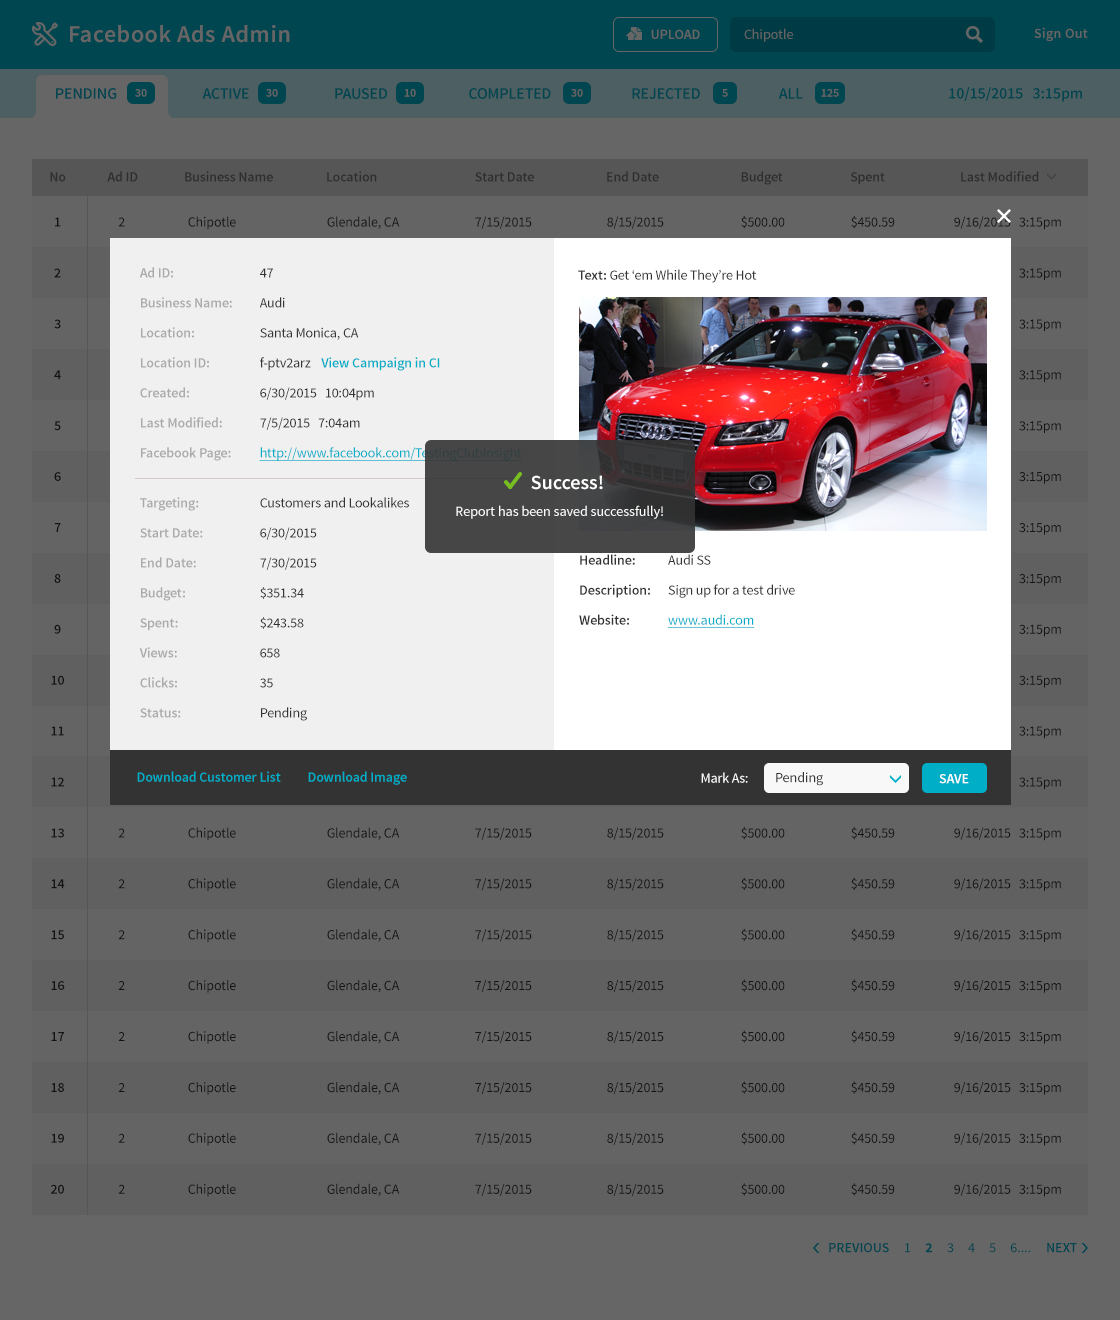 Facebook Ads Admin
UPLOAD
Chipotle
Sign Out
PENDING 30
ACTIVE 30
PAUSED 10
COMPLETED 30
REJECTED 5
ALL 125
10/15/2015 3:15pm
No Ad ID Business Name Location Start Date End Date Budget Spent Last Modified
1 2 Chipotle Glendale, CA 7/15/2015 8/15/2015 $500.00 $450.59 9/16/2015 3:15pm
2 3:15pm
3 3:15pm
4 3:15pm
5 3:15pm
6 3:15pm
7 3:15pm
8 3:15pm
9 3:15pm
10 3:15pm
11 3:15pm
12 3:15pm
Ad ID: 47
Business Name: Audi
Location: Santa Monica, CA
Location ID: f-ptv2arz View Campaign in CI
Created: 6/30/2015 10:04pm
Last Modified: 7/5/2015 7:04am
Facebook Page: http://www.facebook.com/TestingClubInsight
Targeting: Customers and Lookalikes
Start Date: 6/30/2015
End Date: 7/30/2015
Budget: $351.34
Spent: $243.58
Views: 658
Clicks: 35
Status: Pending
Text: Get ‘em While They’re Hot
Success!
Report has been saved successfully!
Headline: Audi SS
Description: Sign up for a test drive
Website: www.audi.com
Download Customer List Download Image
Mark As: Pending SAVE
13 2 Chipotle Glendale, CA 7/15/2015 8/15/2015 $500.00 $450.59 9/16/2015 3:15pm
14 2 Chipotle Glendale, CA 7/15/2015 8/15/2015 $500.00 $450.59 9/16/2015 3:15pm
15 2 Chipotle Glendale, CA 7/15/2015 8/15/2015 $500.00 $450.59 9/16/2015 3:15pm
16 2 Chipotle Glendale, CA 7/15/2015 8/15/2015 $500.00 $450.59 9/16/2015 3:15pm
17 2 Chipotle Glendale, CA 7/15/2015 8/15/2015 $500.00 $450.59 9/16/2015 3:15pm
18 2 Chipotle Glendale, CA 7/15/2015 8/15/2015 $500.00 $450.59 9/16/2015 3:15pm
19 2 Chipotle Glendale, CA 7/15/2015 8/15/2015 $500.00 $450.59 9/16/2015 3:15pm
20 2 Chipotle Glendale, CA 7/15/2015 8/15/2015 $500.00 $450.59 9/16/2015 3:15pm
PREVIOUS 1 2 3 4 5 6.... NEXT